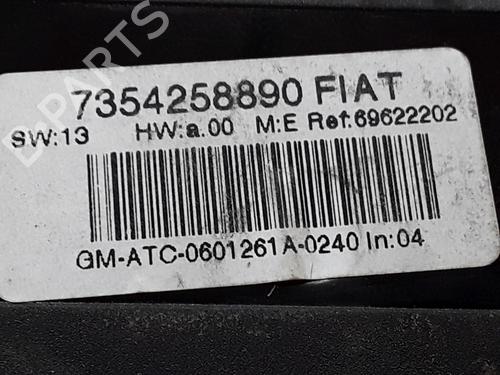 B-PARTS
7354258890 FIAT
SW:13 HW:a.00 M:E Ref:69622202
GM-ATC-0601261A-0240 In:04